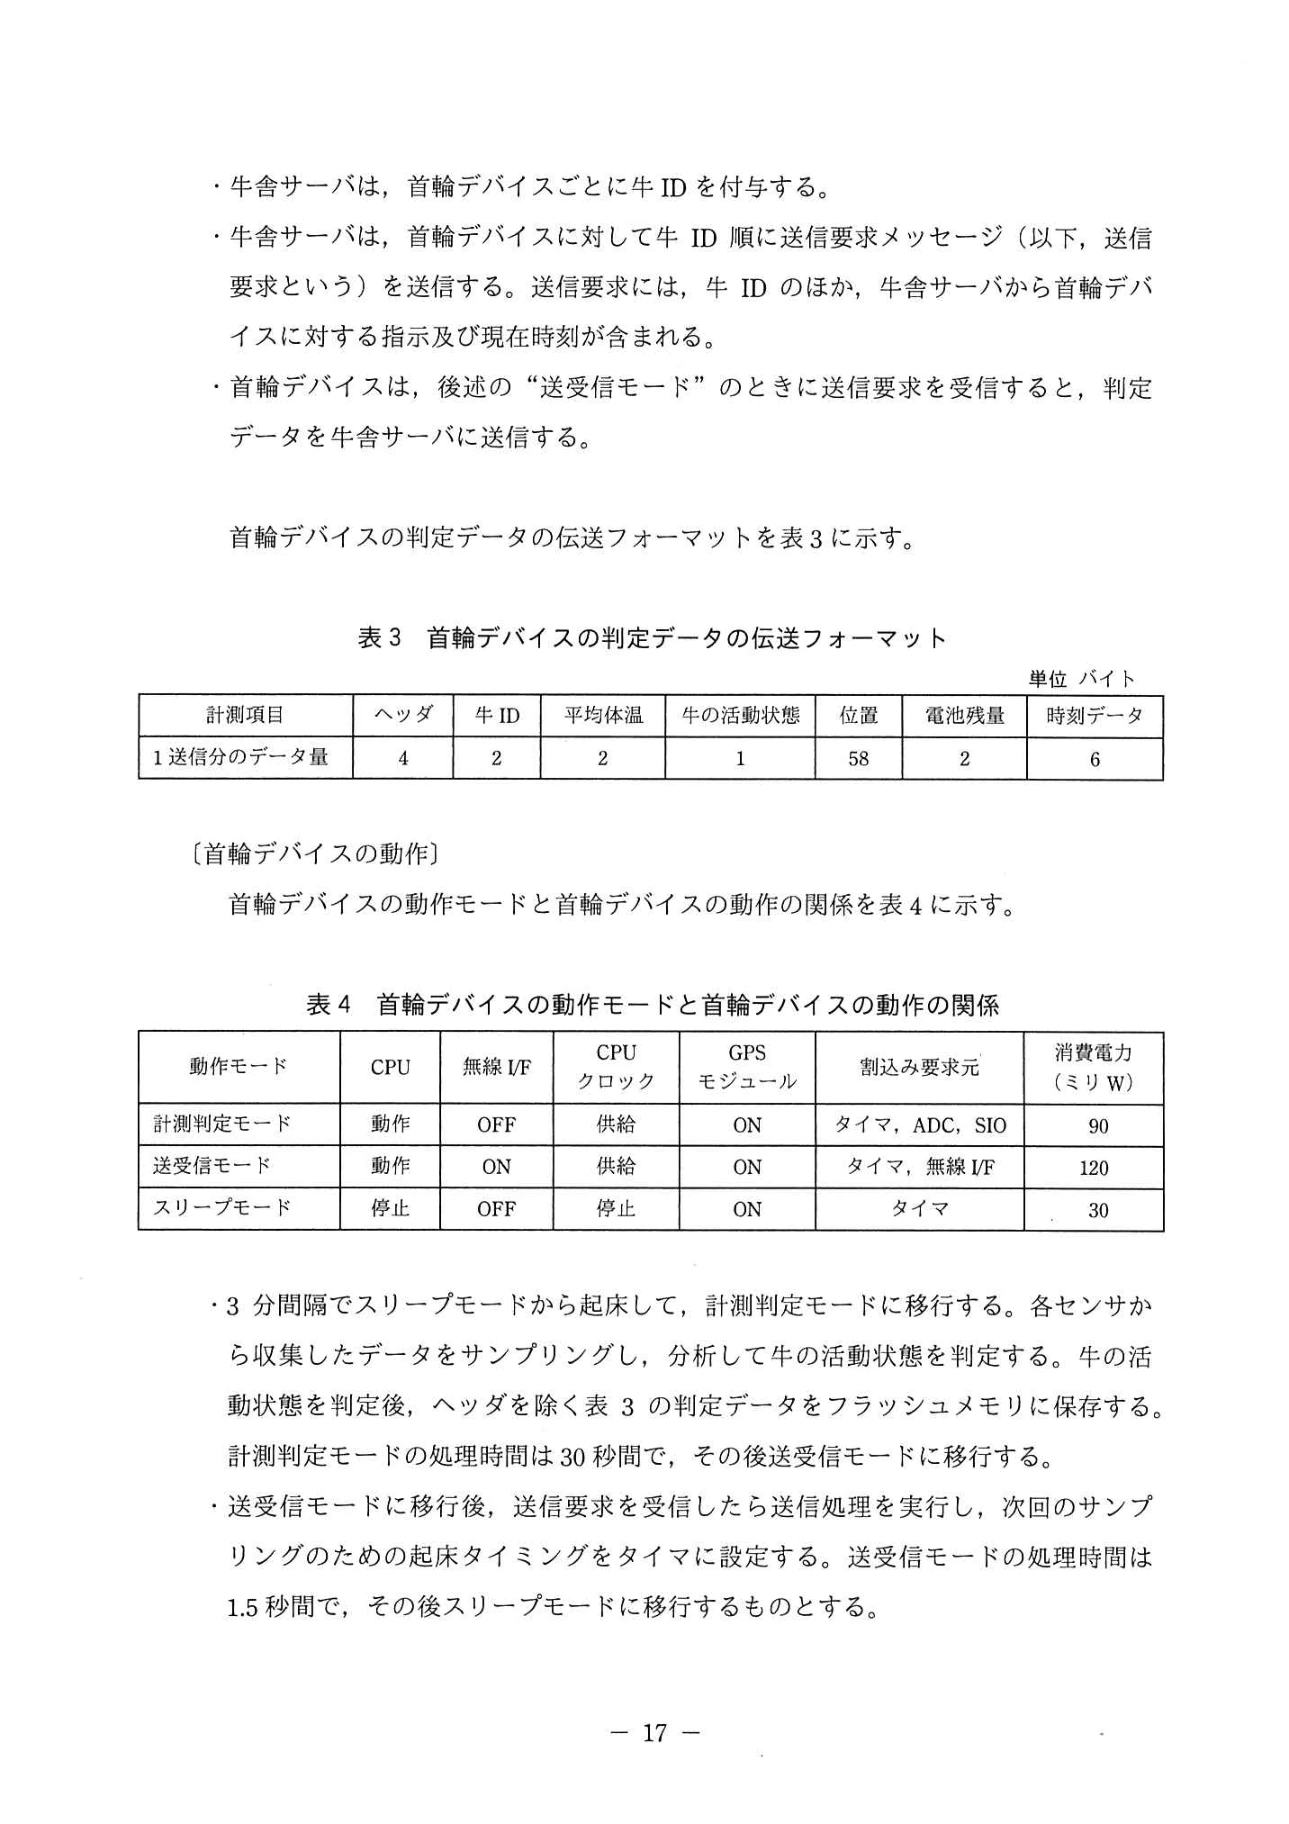 ・牛舎サーバは，首輪デバイスごとに牛 ID を付与する。
・牛舎サーバは，首輪デバイスに対して牛 ID 順に送信要求メッセージ（以下，送信
要求という）を送信する。送信要求には，牛 ID のほか，牛舎サーバから首輪デバ
イスに対する指示及び現在時刻が含まれる。
・首輪デバイスは，後述の“送受信モード”のときに送信要求を受信すると，判定
データを牛舎サーバに送信する。
首輪デバイスの判定データの伝送フォーマットを表 3 に示す。
表 3　首輪デバイスの判定データの伝送フォーマット
単位 バイト
計測項目 ヘッダ 牛 ID 平均体温 牛の活動状態 位置 電池残量 時刻データ
1 送信分のデータ量 4 2 2 1 58 2 6
〔首輪デバイスの動作〕
首輪デバイスの動作モードと首輪デバイスの動作の関係を表 4 に示す。
表 4　首輪デバイスの動作モードと首輪デバイスの動作の関係
動作モード CPU 無線 I/F CPU クロック GPS モジュール 割込み要求元 消費電力（ミリ W）
計測判定モード 動作 OFF 供給 ON タイマ，ADC，SIO 90
送受信モード 動作 ON 供給 ON タイマ，無線 I/F 120
スリープモード 停止 OFF 停止 ON タイマ 30
・3 分間隔でスリープモードから起床して，計測判定モードに移行する。各センサか
ら収集したデータをサンプリングし，分析して牛の活動状態を判定する。牛の活
動状態を判定後，ヘッダを除く表 3 の判定データをフラッシュメモリに保存する。
計測判定モードの処理時間は 30 秒間で，その後送受信モードに移行する。
・送受信モードに移行後，送信要求を受信したら送信処理を実行し，次回のサンプ
リングのための起床タイミングをタイマに設定する。送受信モードの処理時間は
1.5 秒間で，その後スリープモードに移行するものとする。
－ 17 －